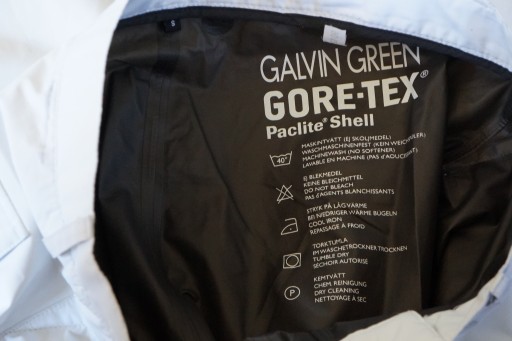 S
GALVIN GREEN
GORE-TEX®
Paclite® Shell
40°
MASKINTVÄTT (EJ SKÖLJMEDEL)
WASCHMASCHINENFEST (KEIN WEICHSPÜLER)
MACHINEWASH (NO SOFTENER)
LAVABLE EN MACHINE (PAS d'ADOUCISSANT)
EJ BLEKMEDEL
KEINE BLEICHMITTEL
DO NOT BLEACH
PAS d'AGENTS BLANCHISSANTS
STRYK PÅ LÅG VÄRME
BEI NIEDRIGER WÄRME BÜGELN
COOL IRON
REPASSAGE À FROID
TORKTUMLA
IM WÄSCHETROCKNER TROCKNEN
TUMBLE DRY
SECHOIR AUTORISE
P
KEMTVÄTT
CHEM. REINIGUNG
DRY CLEANING
NETTOYAGE À SEC